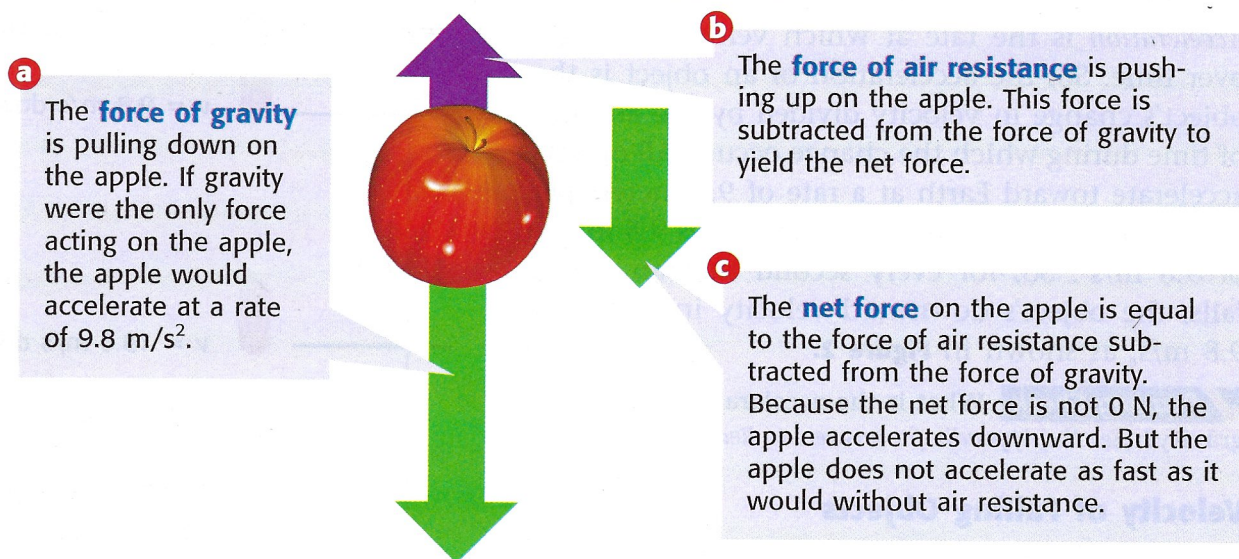 a
The force of gravity
is pulling down on
the apple. If gravity
were the only force
acting on the apple,
the apple would
accelerate at a rate
of 9.8 m/s².
b
The force of air resistance is push-
ing up on the apple. This force is
subtracted from the force of gravity to
yield the net force.
c
The net force on the apple is equal
to the force of air resistance sub-
tracted from the force of gravity.
Because the net force is not 0 N, the
apple accelerates downward. But the
apple does not accelerate as fast as it
would without air resistance.